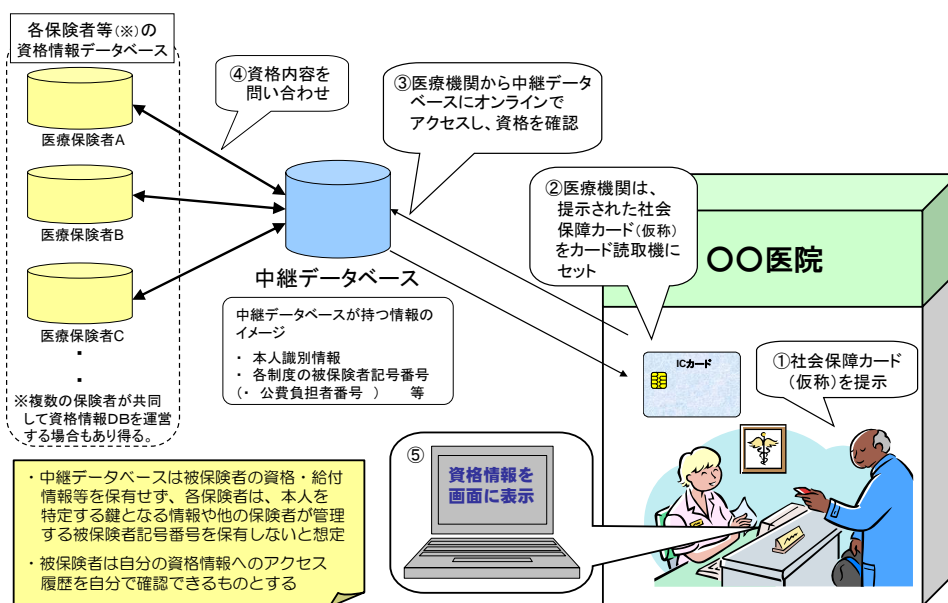 各保険者等(※)の
資格情報データベース
医療保険者A
医療保険者B
医療保険者C
・
・
※複数の保険者が共同
して資格情報DBを運営
する場合もあり得る。
④資格内容を
問い合わせ
③医療機関から中継データ
ベースにオンラインで
アクセスし、資格を確認
②医療機関は、
提示された社会
保障カード(仮称)
をカード読取機に
セット
〇〇医院
中継データベース
中継データベースが持つ情報の
イメージ
・ 本人識別情報
・ 各制度の被保険者記号番号
(・ 公費負担者番号 ) 等
ICカード
①社会保障カード
(仮称)を提示
⑤
資格情報を
画面に表示
・中継データベースは被保険者の資格・給付
情報等を保有せず、各保険者は、本人を
特定する鍵となる情報や他の保険者が管理
する被保険者記号番号を保有しないと想定
・被保険者は自分の資格情報へのアクセス
履歴を自分で確認できるものとする